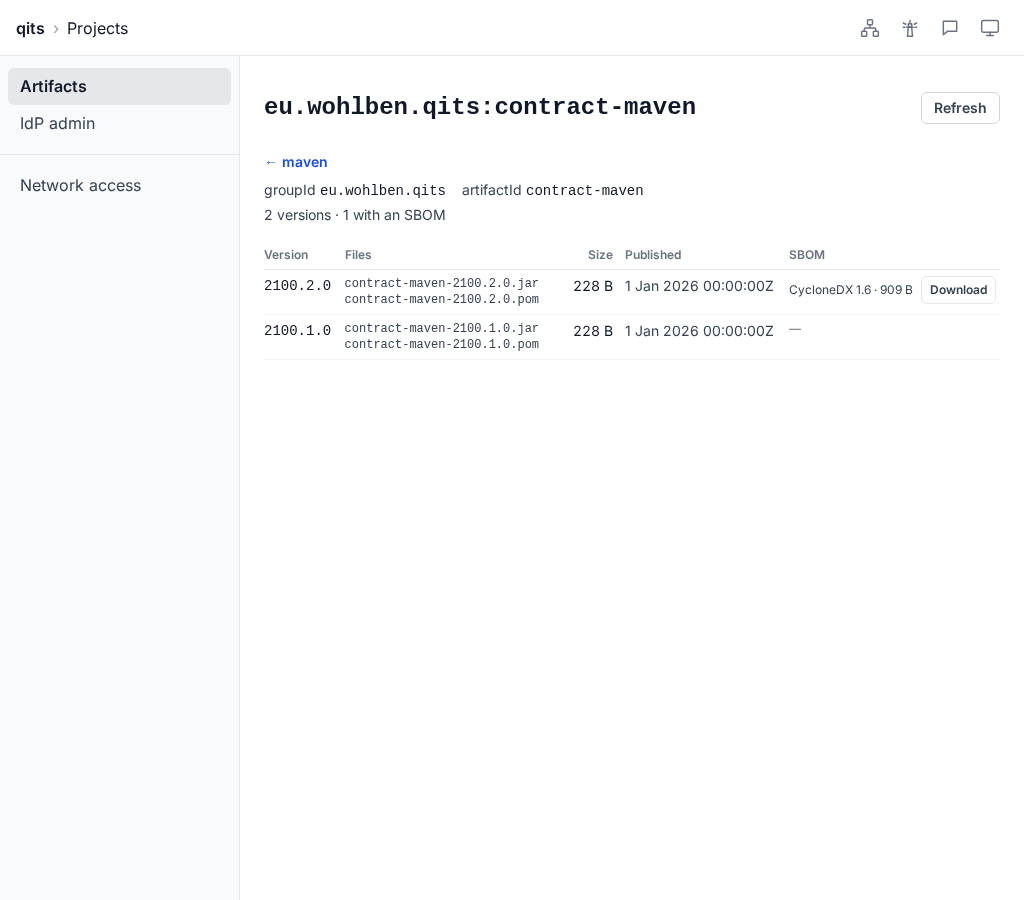 qits › Projects
Artifacts
IdP admin
Network access
eu.wohlben.qits:contract-maven
Refresh
← maven
groupId eu.wohlben.qits artifactId contract-maven
2 versions · 1 with an SBOM
Version Files Size Published SBOM
2100.2.0 contract-maven-2100.2.0.jar 228 B 1 Jan 2026 00:00:00Z CycloneDX 1.6 · 909 B Download
contract-maven-2100.2.0.pom
2100.1.0 contract-maven-2100.1.0.jar 228 B 1 Jan 2026 00:00:00Z —
contract-maven-2100.1.0.pom